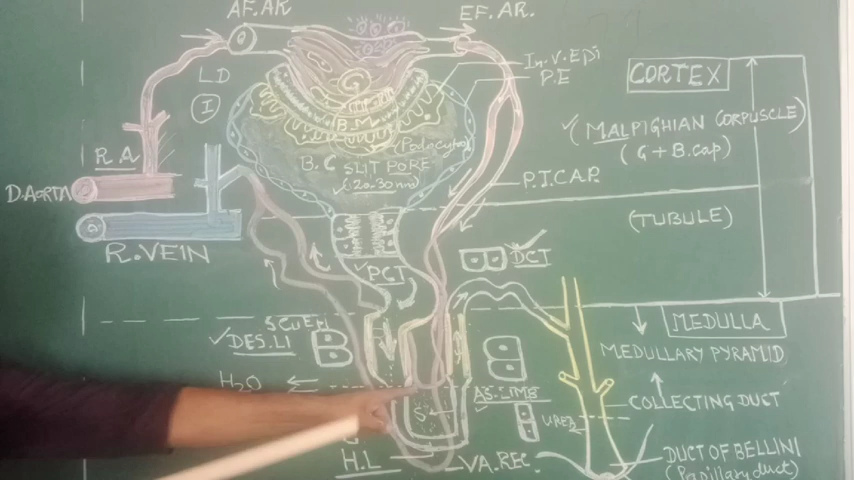 AF.AR
EF.AR.
LD
I
In.V.EPi
P.E
CORTEX
B.M
(Podocyto)
B.C SLIT PORE
(20-30
(MALPIGHIAN CORPUSCLE)
(G+B.Cap)
R.A
D.AORTA
P.T.CAP.
(TUBULE)
R.VEIN
PCT
DCT
MEDULLA
DES.LI
MEDULLARY PYRAMID
H2O
AS.LIMB
S
COLLECTING DUCT
UREA
H.L
VA.REC.
DUCT OF BELLINI
(Papillary duct)